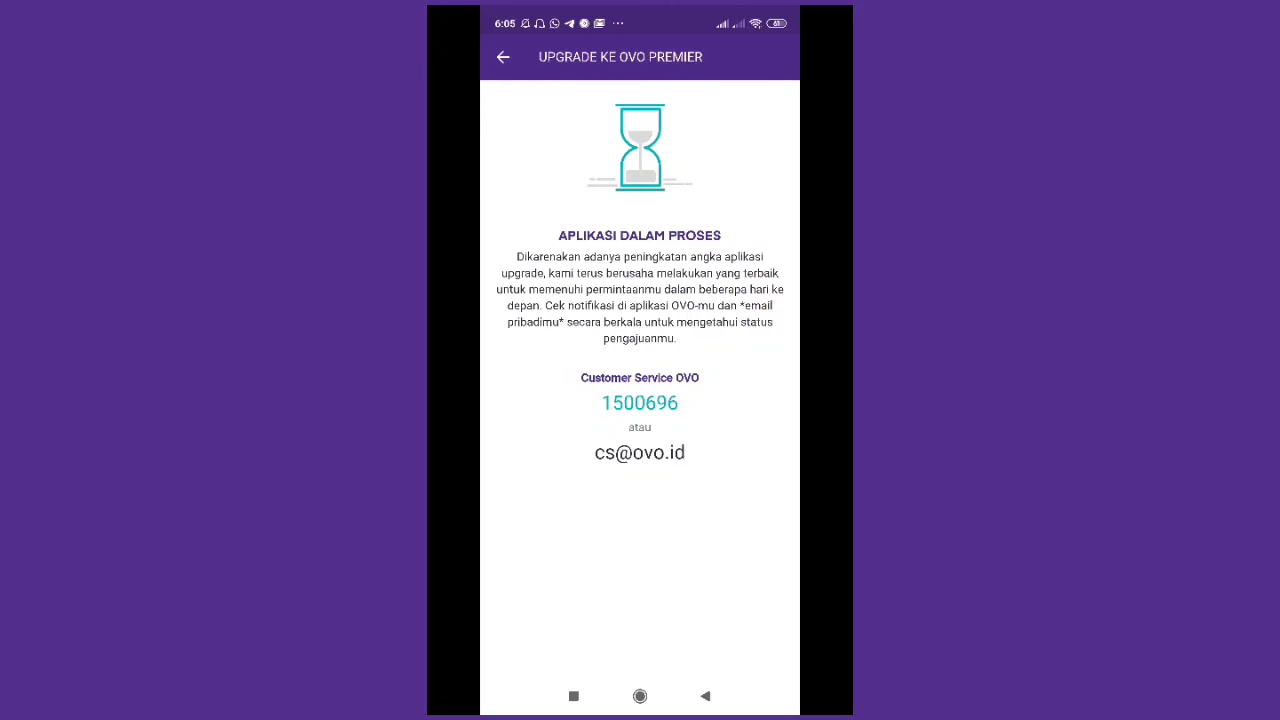 6:05
61
UPGRADE KE OVO PREMIER
APLIKASI DALAM PROSES
Dikarenakan adanya peningkatan angka aplikasi
upgrade, kami terus berusaha melakukan yang terbaik
untuk memenuhi permintaanmu dalam beberapa hari ke
depan. Cek notifikasi di aplikasi OVO-mu dan *email
pribadimu* secara berkala untuk mengetahui status
pengajuanmu.
Customer Service OVO
1500696
atau
cs@ovo.id